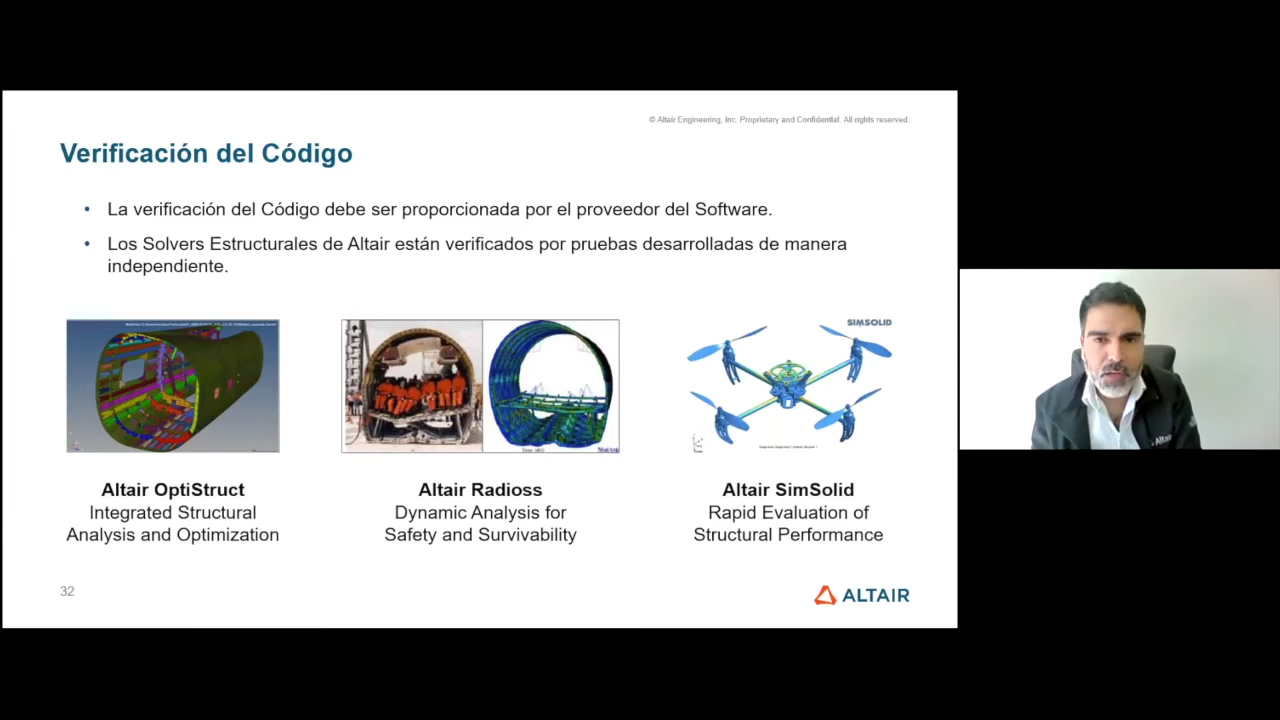 © Altair Engineering, Inc. Proprietary and Confidential. All rights reserved.
Verificación del Código
• La verificación del Código debe ser proporcionada por el proveedor del Software.
• Los Solvers Estructurales de Altair están verificados por pruebas desarrolladas de manera
independiente.
SIMSOLID
Altair OptiStruct
Integrated Structural
Analysis and Optimization
Altair Radioss
Dynamic Analysis for
Safety and Survivability
Altair SimSolid
Rapid Evaluation of
Structural Performance
32
ALTAIR
Altair